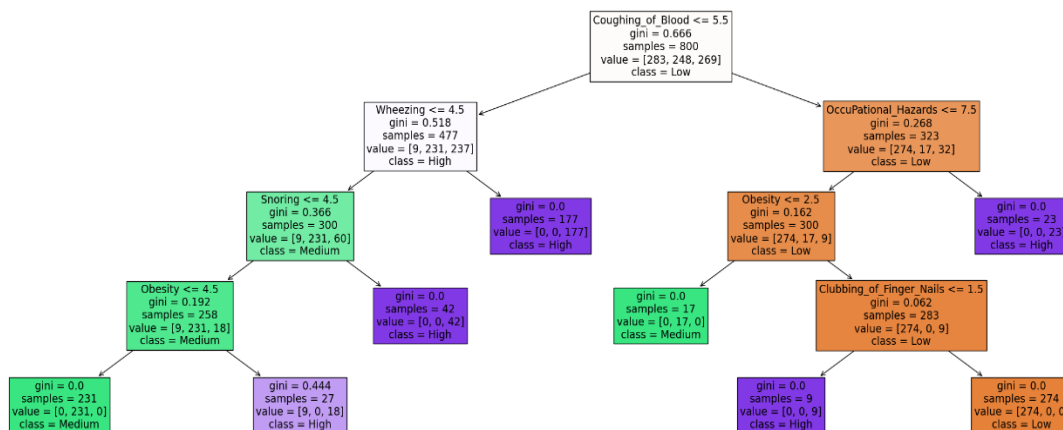 Coughing_of_Blood <= 5.5
gini = 0.666
samples = 800
value = [283, 248, 269]
class = Low
Wheezing <= 4.5
gini = 0.518
samples = 477
value = [9, 231, 237]
class = High
OccuPational_Hazards <= 7.5
gini = 0.268
samples = 323
value = [274, 17, 32]
class = Low
Snoring <= 4.5
gini = 0.366
samples = 300
value = [9, 231, 60]
class = Medium
gini = 0.0
samples = 177
value = [0, 0, 177]
class = High
Obesity <= 2.5
gini = 0.162
samples = 300
value = [274, 17, 9]
class = Low
gini = 0.0
samples = 23
value = [0, 0, 23]
class = High
Obesity <= 4.5
gini = 0.192
samples = 258
value = [9, 231, 18]
class = Medium
gini = 0.0
samples = 42
value = [0, 0, 42]
class = High
gini = 0.0
samples = 17
value = [0, 17, 0]
class = Medium
Clubbing_of_Finger_Nails <= 1.5
gini = 0.062
samples = 283
value = [274, 0, 9]
class = Low
gini = 0.0
samples = 231
value = [0, 231, 0]
class = Medium
gini = 0.444
samples = 27
value = [9, 0, 18]
class = High
gini = 0.0
samples = 9
value = [0, 0, 9]
class = High
gini = 0.0
samples = 274
value = [274, 0, 0]
class = Low